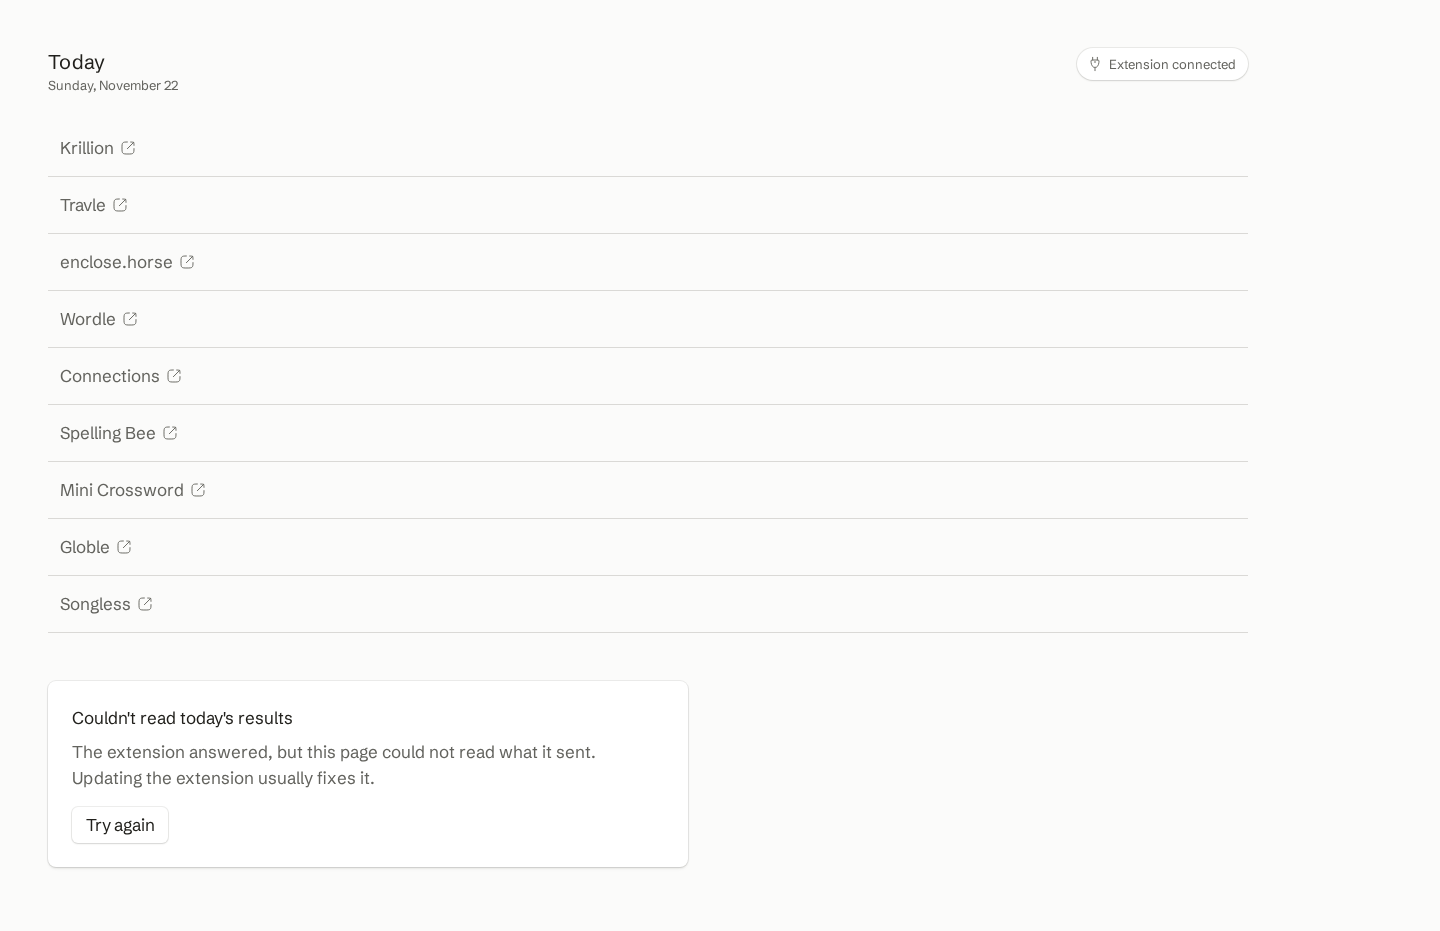 Today
Sunday, November 22
Extension connected
Krillion
Travle
enclose.horse
Wordle
Connections
Spelling Bee
Mini Crossword
Globle
Songless
Couldn't read today's results
The extension answered, but this page could not read what it sent.
Updating the extension usually fixes it.
Try again